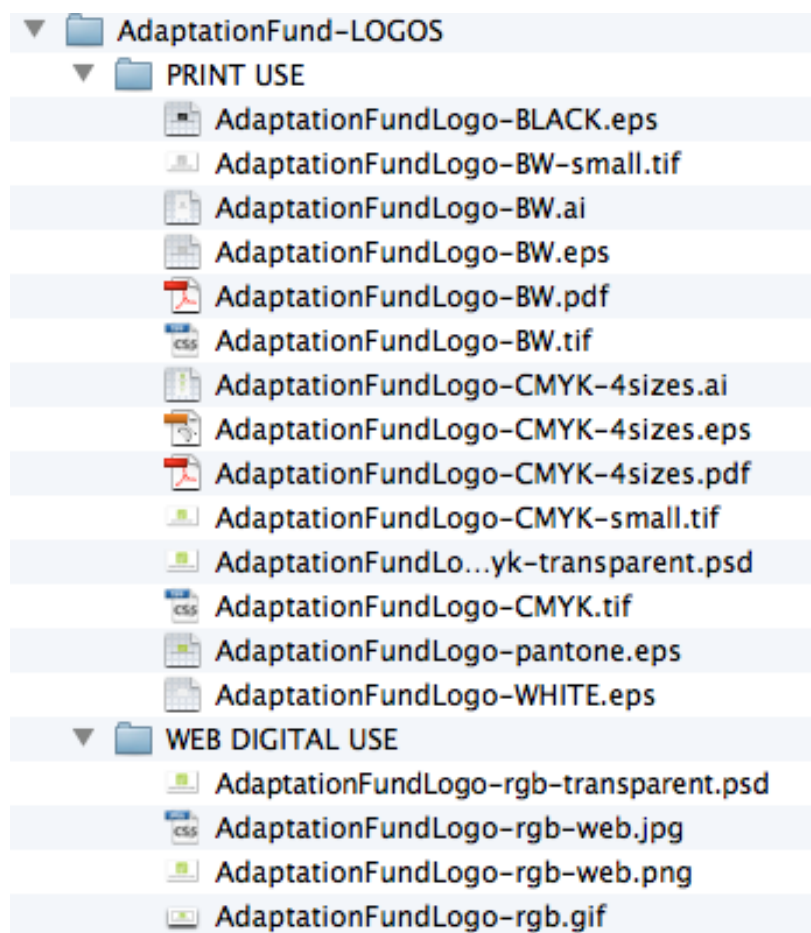 AdaptationFund-LOGOS
PRINT USE
AdaptationFundLogo-BLACK.eps
AdaptationFundLogo-BW-small.tif
AdaptationFundLogo-BW.ai
AdaptationFundLogo-BW.eps
AdaptationFundLogo-BW.pdf
AdaptationFundLogo-BW.tif
AdaptationFundLogo-CMYK-4sizes.ai
AdaptationFundLogo-CMYK-4sizes.eps
AdaptationFundLogo-CMYK-4sizes.pdf
AdaptationFundLogo-CMYK-small.tif
AdaptationFundLo...yk-transparent.psd
AdaptationFundLogo-CMYK.tif
AdaptationFundLogo-pantone.eps
AdaptationFundLogo-WHITE.eps
WEB DIGITAL USE
AdaptationFundLogo-rgb-transparent.psd
AdaptationFundLogo-rgb-web.jpg
AdaptationFundLogo-rgb-web.png
AdaptationFundLogo-rgb.gif